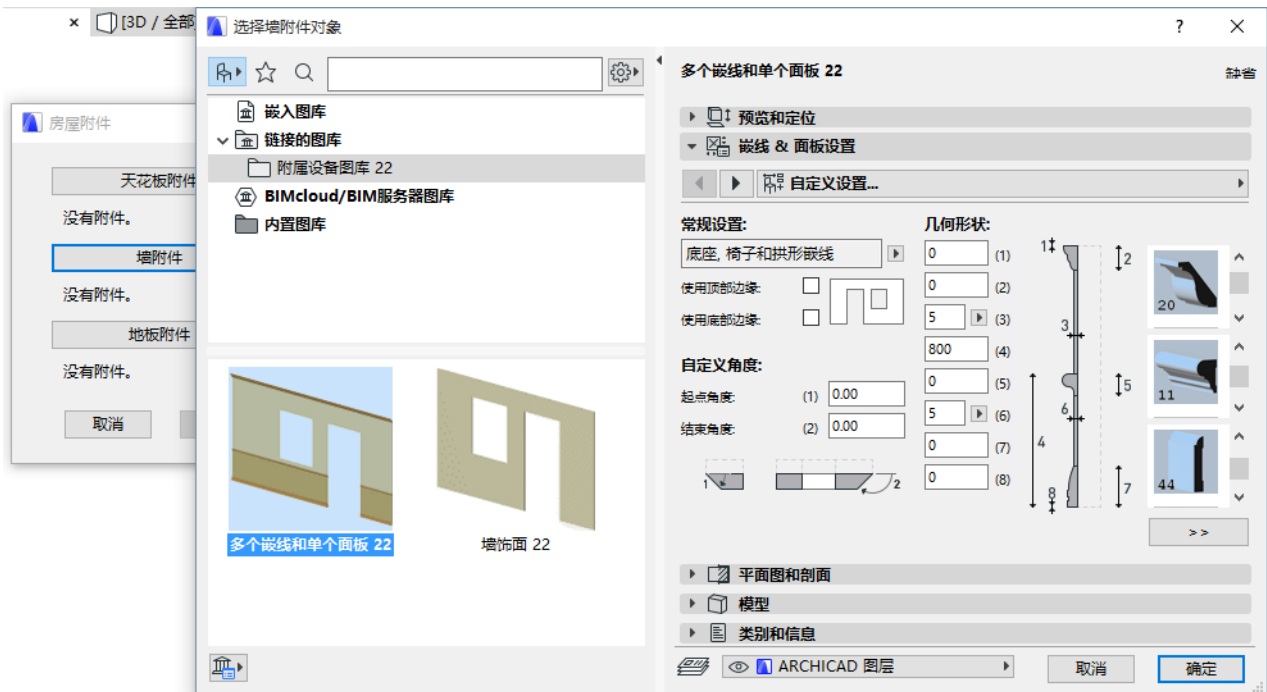 [3D / 全部
选择墙附件对象
?
房屋附件
天花板附件
没有附件。
墙附件
没有附件。
地板附件
没有附件。
取消
嵌入图库
链接的图库
附属设备图库 22
BIMcloud/BIM服务器图库
内置图库
多个嵌线和单个面板 22
墙饰面 22
多个嵌线和单个面板 22
缺省
预览和定位
嵌线 & 面板设置
自定义设置...
常规设置:
底座, 椅子和拱形嵌线
使用顶部边缘:
使用底部边缘:
自定义角度:
起点角度: (1) 0.00
结束角度: (2) 0.00
1 2
几何形状:
0 (1)
0 (2)
5 (3)
800 (4)
0 (5)
5 (6)
0 (7)
0 (8)
1 2
3
5
6
4
7
8
20
11
44
>>
平面图和剖面
模型
类别和信息
ARCHICAD 图层
取消
确定